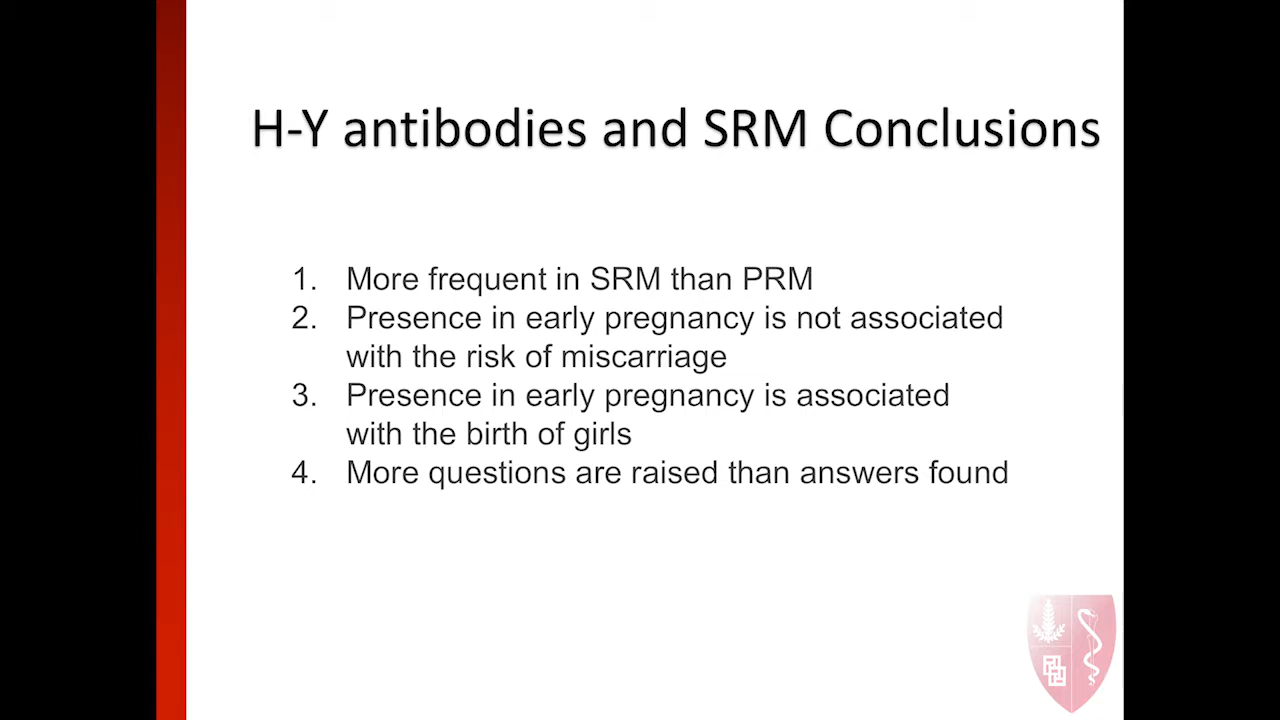 H-Y antibodies and SRM Conclusions
1. More frequent in SRM than PRM
2. Presence in early pregnancy is not associated
with the risk of miscarriage
3. Presence in early pregnancy is associated
with the birth of girls
4. More questions are raised than answers found